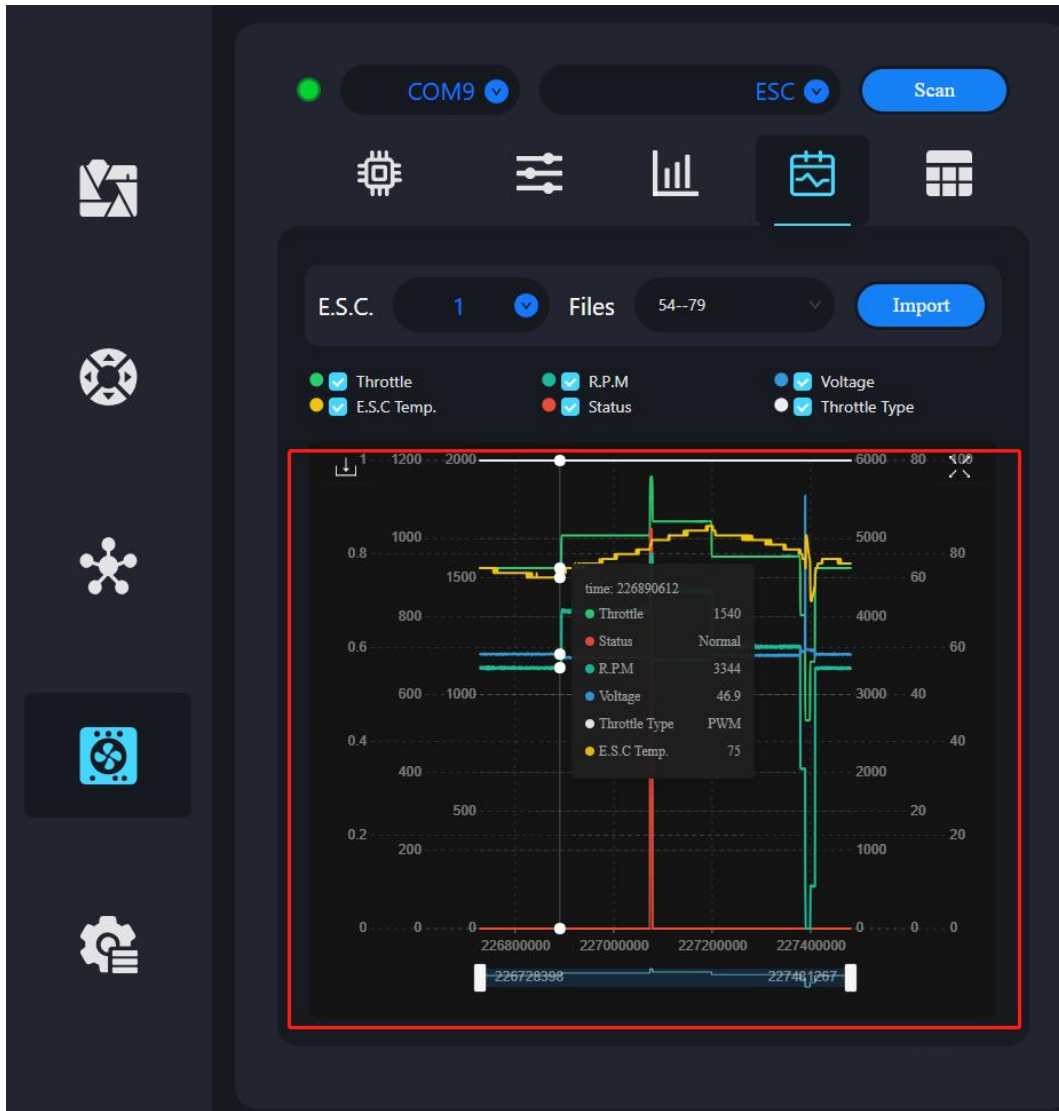 COM9 ESC Scan
E.S.C. 1 Files 54--79 Import
Throttle R.P.M Voltage
E.S.C Temp. Status Throttle Type
1 1200 2000 6000 80 100
1000 5000
0.8 80
1500 60
time: 226890612
Throttle 1540
800 4000
Status Normal
0.6 60
R.P.M 3344
600 1000 Voltage 46.9 3000 40
Throttle Type PWM
0.4 40
E.S.C Temp. 75
400 2000
500 20
0.2 20
200 1000
0 0 0 0 0 0
226800000 227000000 227200000 227400000
226728398 227481267